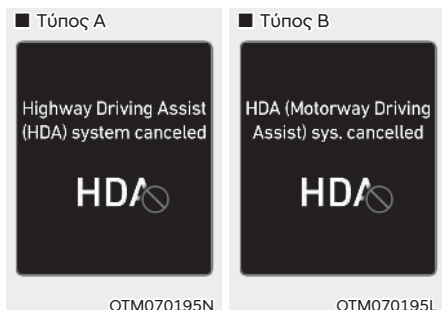 ■ Τύπος A
Highway Driving Assist
(HDA) system canceled
HDA
OTM070195N
■ Τύπος B
HDA (Motorway Driving
Assist) sys. cancelled
HDA
OTM070195L